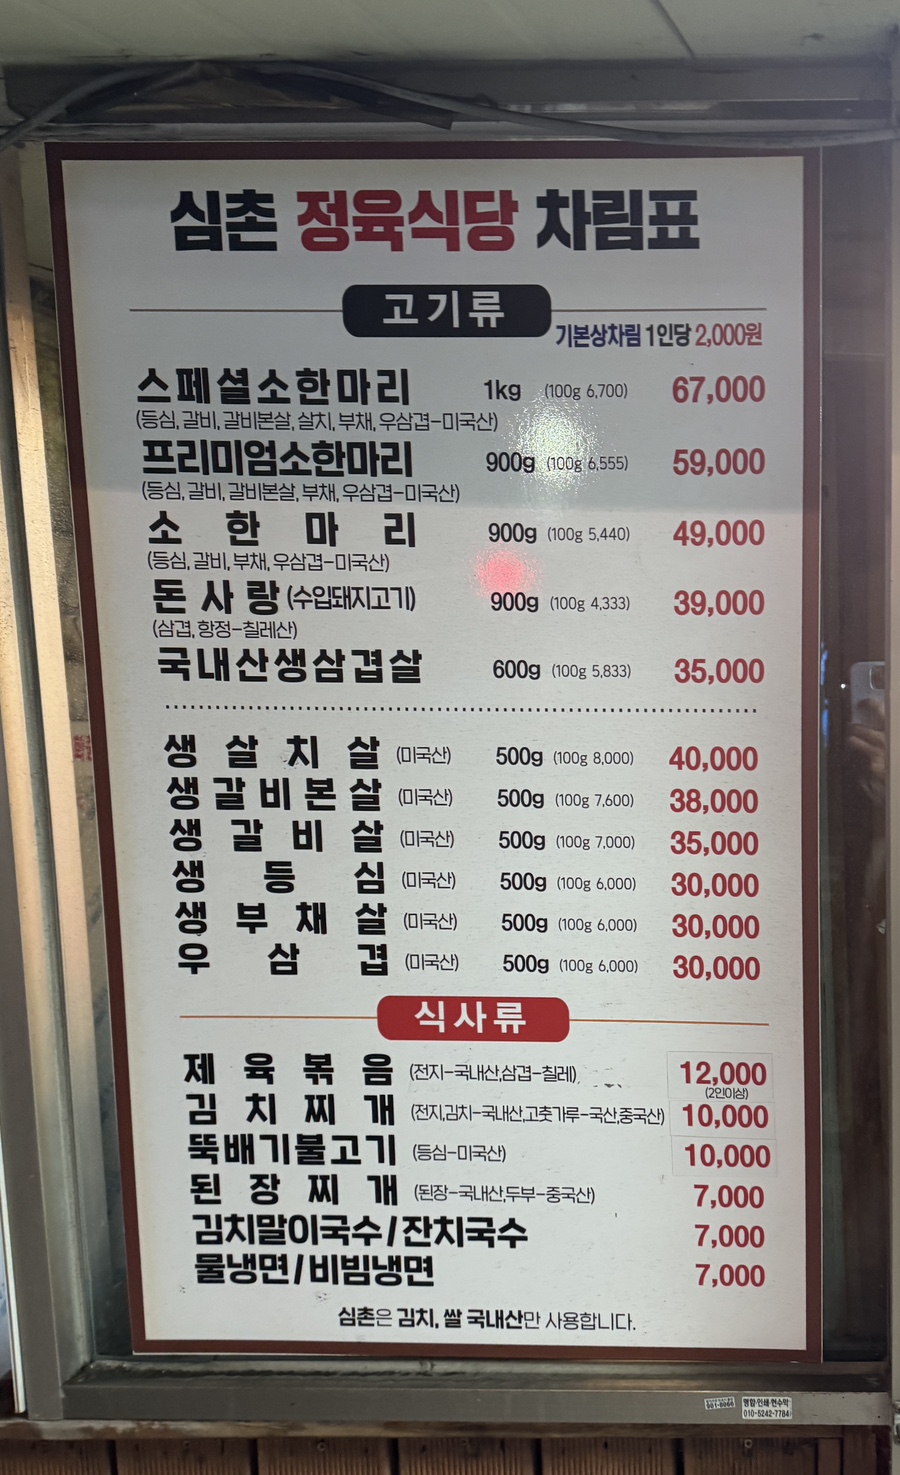 심촌 정육식당 차림표
고기류
기본상차림 1인당 2,000원
스페셜소한마리 1kg (100g 6,700) 67,000
(등심, 갈비, 갈비본살, 살치, 부채, 우삼겹-미국산)
프리미엄소한마리 900g (100g 6,555) 59,000
(등심, 갈비, 갈비본살, 부채, 우삼겹-미국산)
소한마리 900g (100g 5,440) 49,000
(등심, 갈비, 부채, 우삼겹-미국산)
돈사랑(수입돼지고기) 900g (100g 4,333) 39,000
(삼겹, 항정-칠레산)
국내산생삼겹살 600g (100g 5,833) 35,000
생살치살 (미국산) 500g (100g 8,000) 40,000
생갈비본살 (미국산) 500g (100g 7,600) 38,000
생갈비살 (미국산) 500g (100g 7,000) 35,000
생등심 (미국산) 500g (100g 6,000) 30,000
생부채살 (미국산) 500g (100g 6,000) 30,000
우삼겹 (미국산) 500g (100g 6,000) 30,000
식사류
제육볶음 (전지-국내산,삼겹-칠레) 12,000
(2인이상)
김치찌개 (전지,김치-국내산,고춧가루-국산,중국산) 10,000
뚝배기불고기 (등심-미국산) 10,000
된장찌개 (된장-국내산,두부-중국산) 7,000
김치말이국수/잔치국수 7,000
물냉면/비빔냉면 7,000
심촌은 김치, 쌀 국내산만 사용합니다.
명함·인쇄·현수막
010-5242-7784